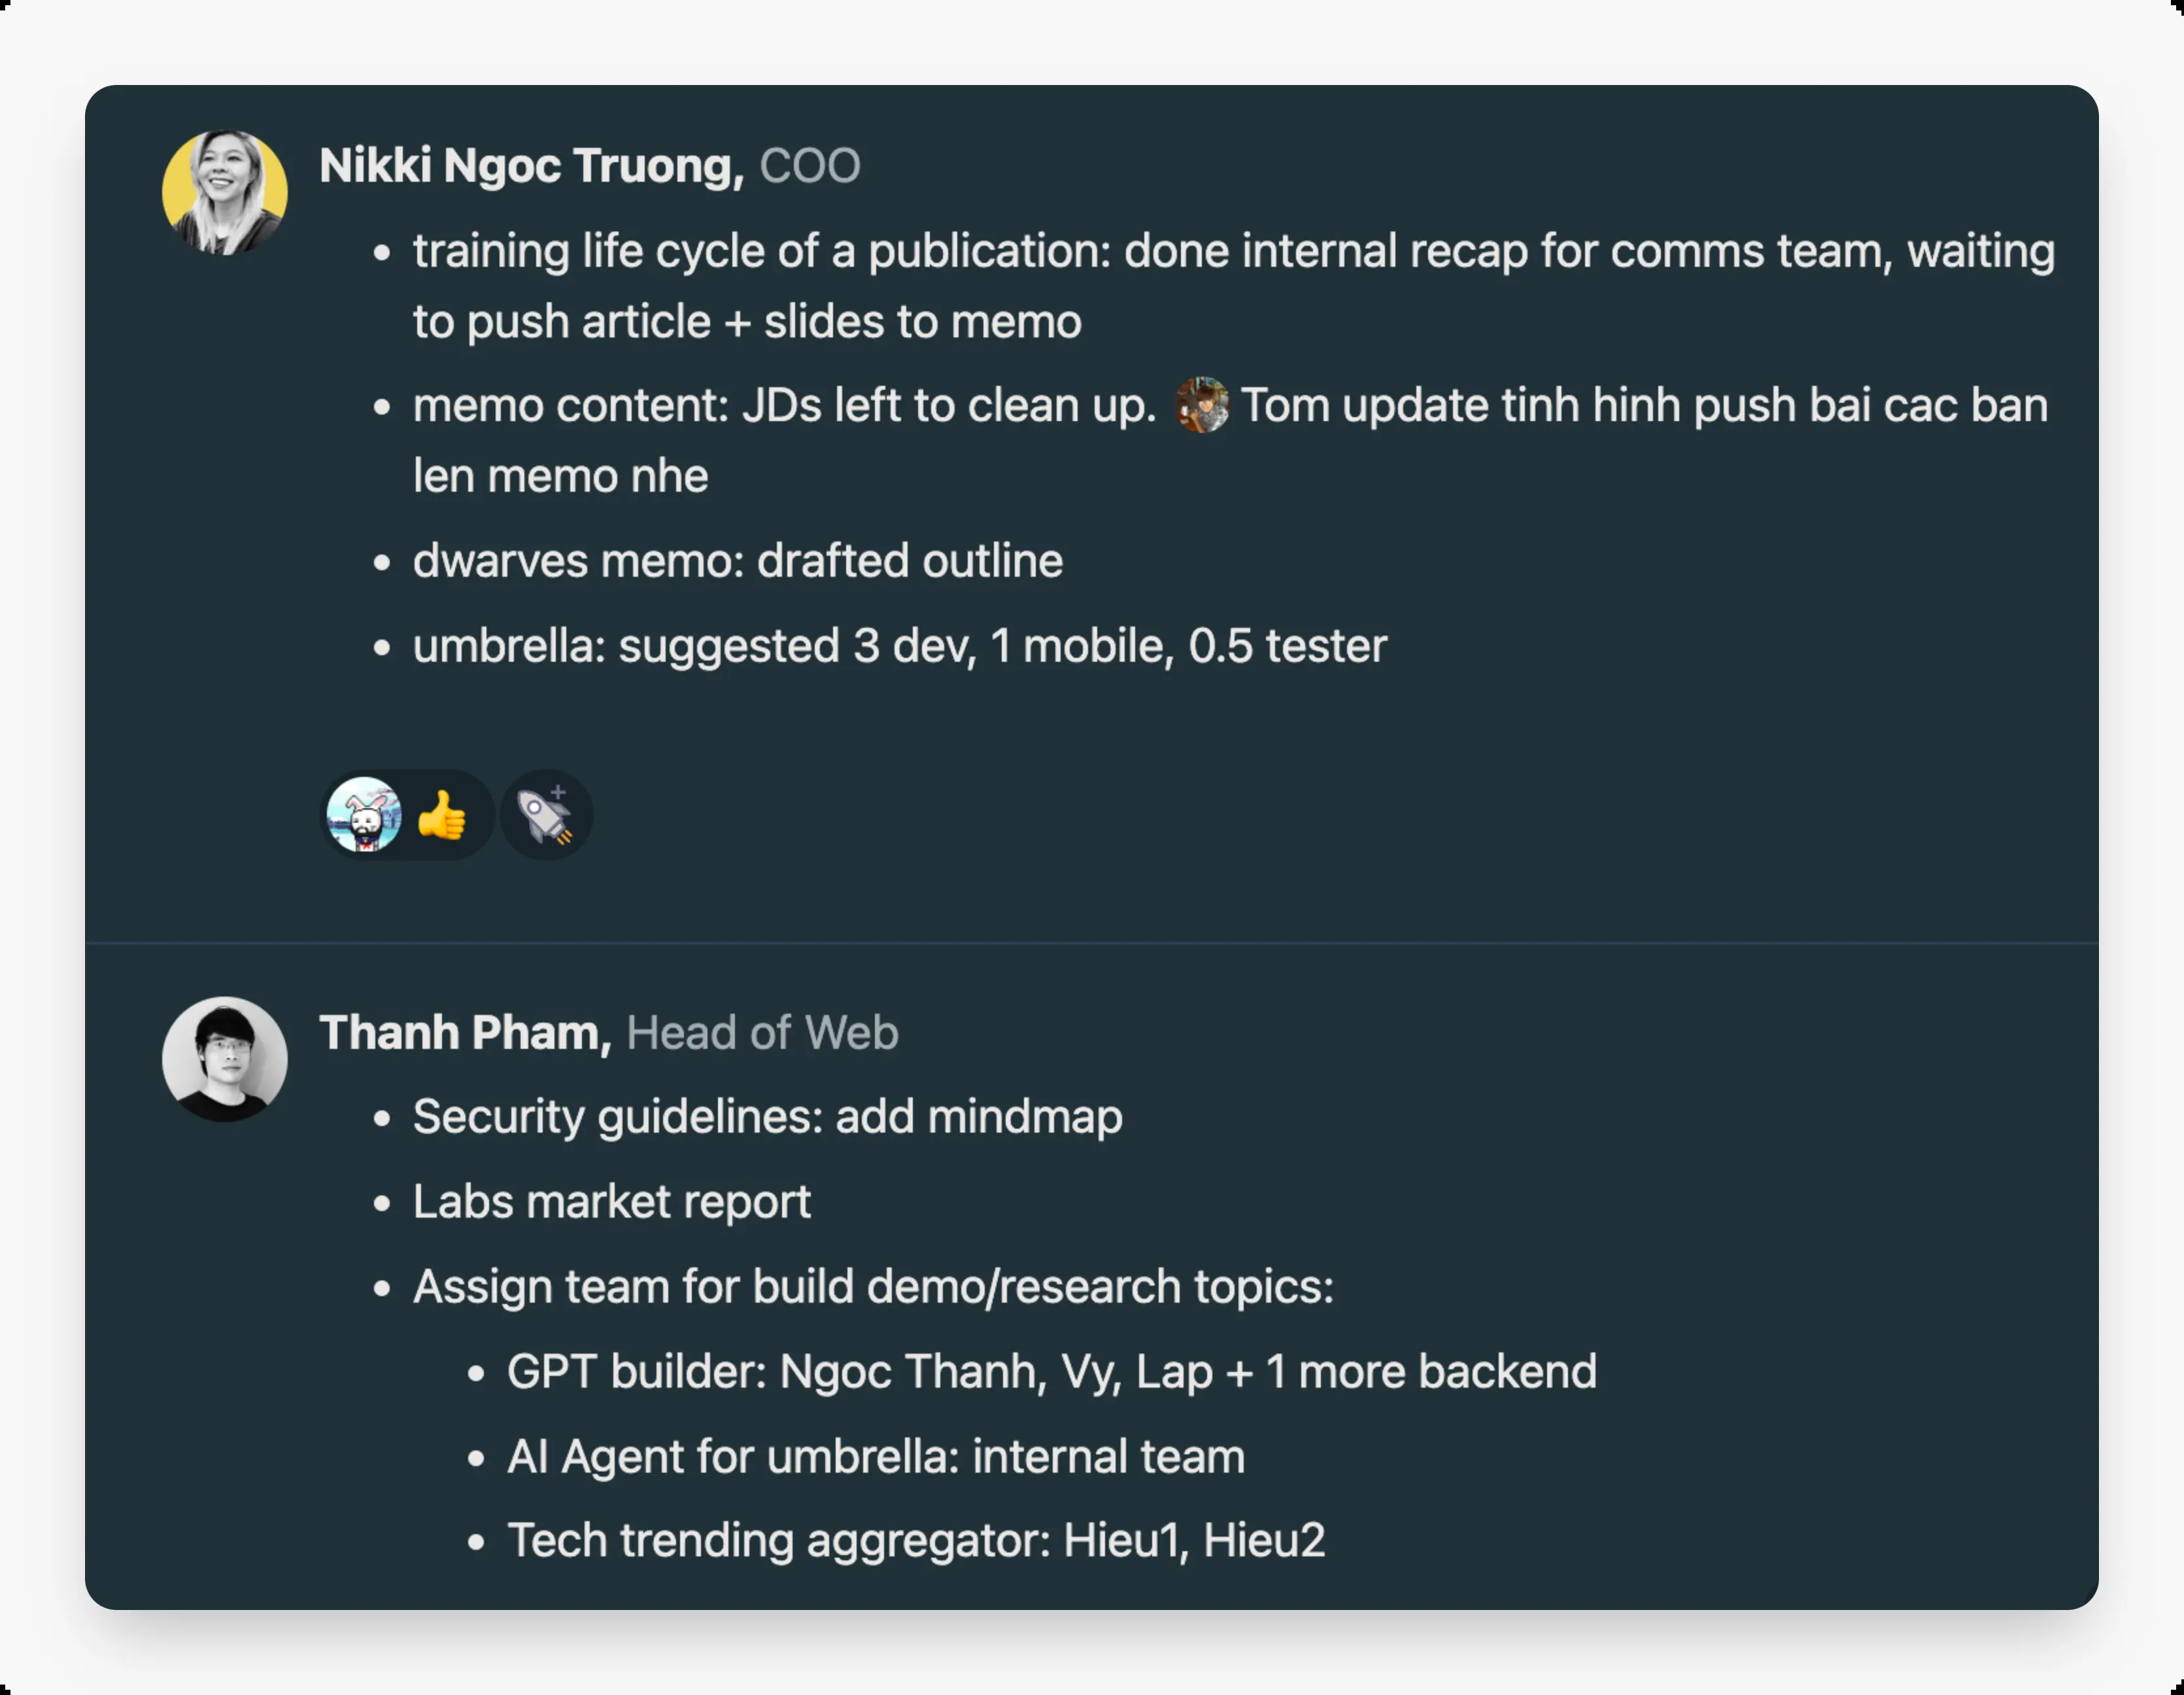 Nikki Ngoc Truong, COO
• training life cycle of a publication: done internal recap for comms team, waiting
to push article + slides to memo
• memo content: JDs left to clean up. Tom update tinh hinh push bai cac ban
len memo nhe
• dwarves memo: drafted outline
• umbrella: suggested 3 dev, 1 mobile, 0.5 tester
Thanh Pham, Head of Web
• Security guidelines: add mindmap
• Labs market report
• Assign team for build demo/research topics:
• GPT builder: Ngoc Thanh, Vy, Lap + 1 more backend
• AI Agent for umbrella: internal team
• Tech trending aggregator: Hieu1, Hieu2